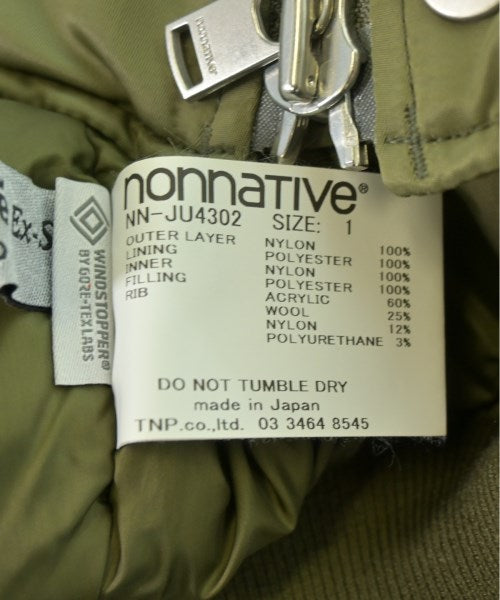 nonnative
nonnative®
NN-JU4302 SIZE: 1
OUTER LAYER NYLON 100%
LINING POLYESTER 100%
INNER NYLON 100%
FILLING POLYESTER 100%
RIB ACRYLIC 60%
WOOL 25%
NYLON 12%
POLYURETHANE 3%
DO NOT TUMBLE DRY
made in Japan
TNP.co.,ltd. 03 3464 8545
WINDSTOPPER®
BY GORE-TEX LABS